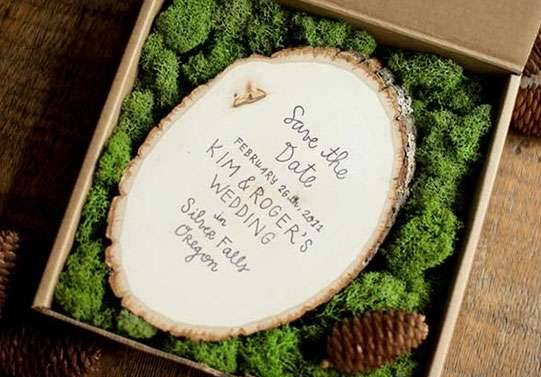 Save the
Date
FEBRUARY 26th, 2011
KIM & ROGER'S
WEDDING
in
Silver Falls
Oregon